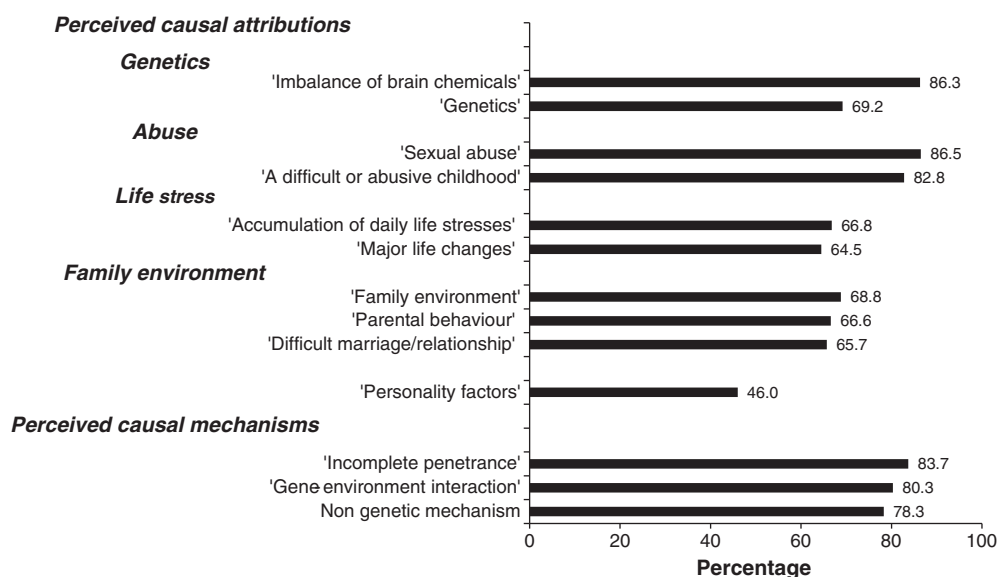 Perceived causal attributions
Genetics
'Imbalance of brain chemicals' 86.3
'Genetics' 69.2
Abuse
'Sexual abuse' 86.5
'A difficult or abusive childhood' 82.8
Life stress
'Accumulation of daily life stresses' 66.8
'Major life changes' 64.5
Family environment
'Family environment' 68.8
'Parental behaviour' 66.6
'Difficult marriage/relationship' 65.7
'Personality factors' 46.0
Perceived causal mechanisms
'Incomplete penetrance' 83.7
'Gene-environment interaction' 80.3
Non genetic mechanism 78.3
0 20 40 60 80 100
Percentage